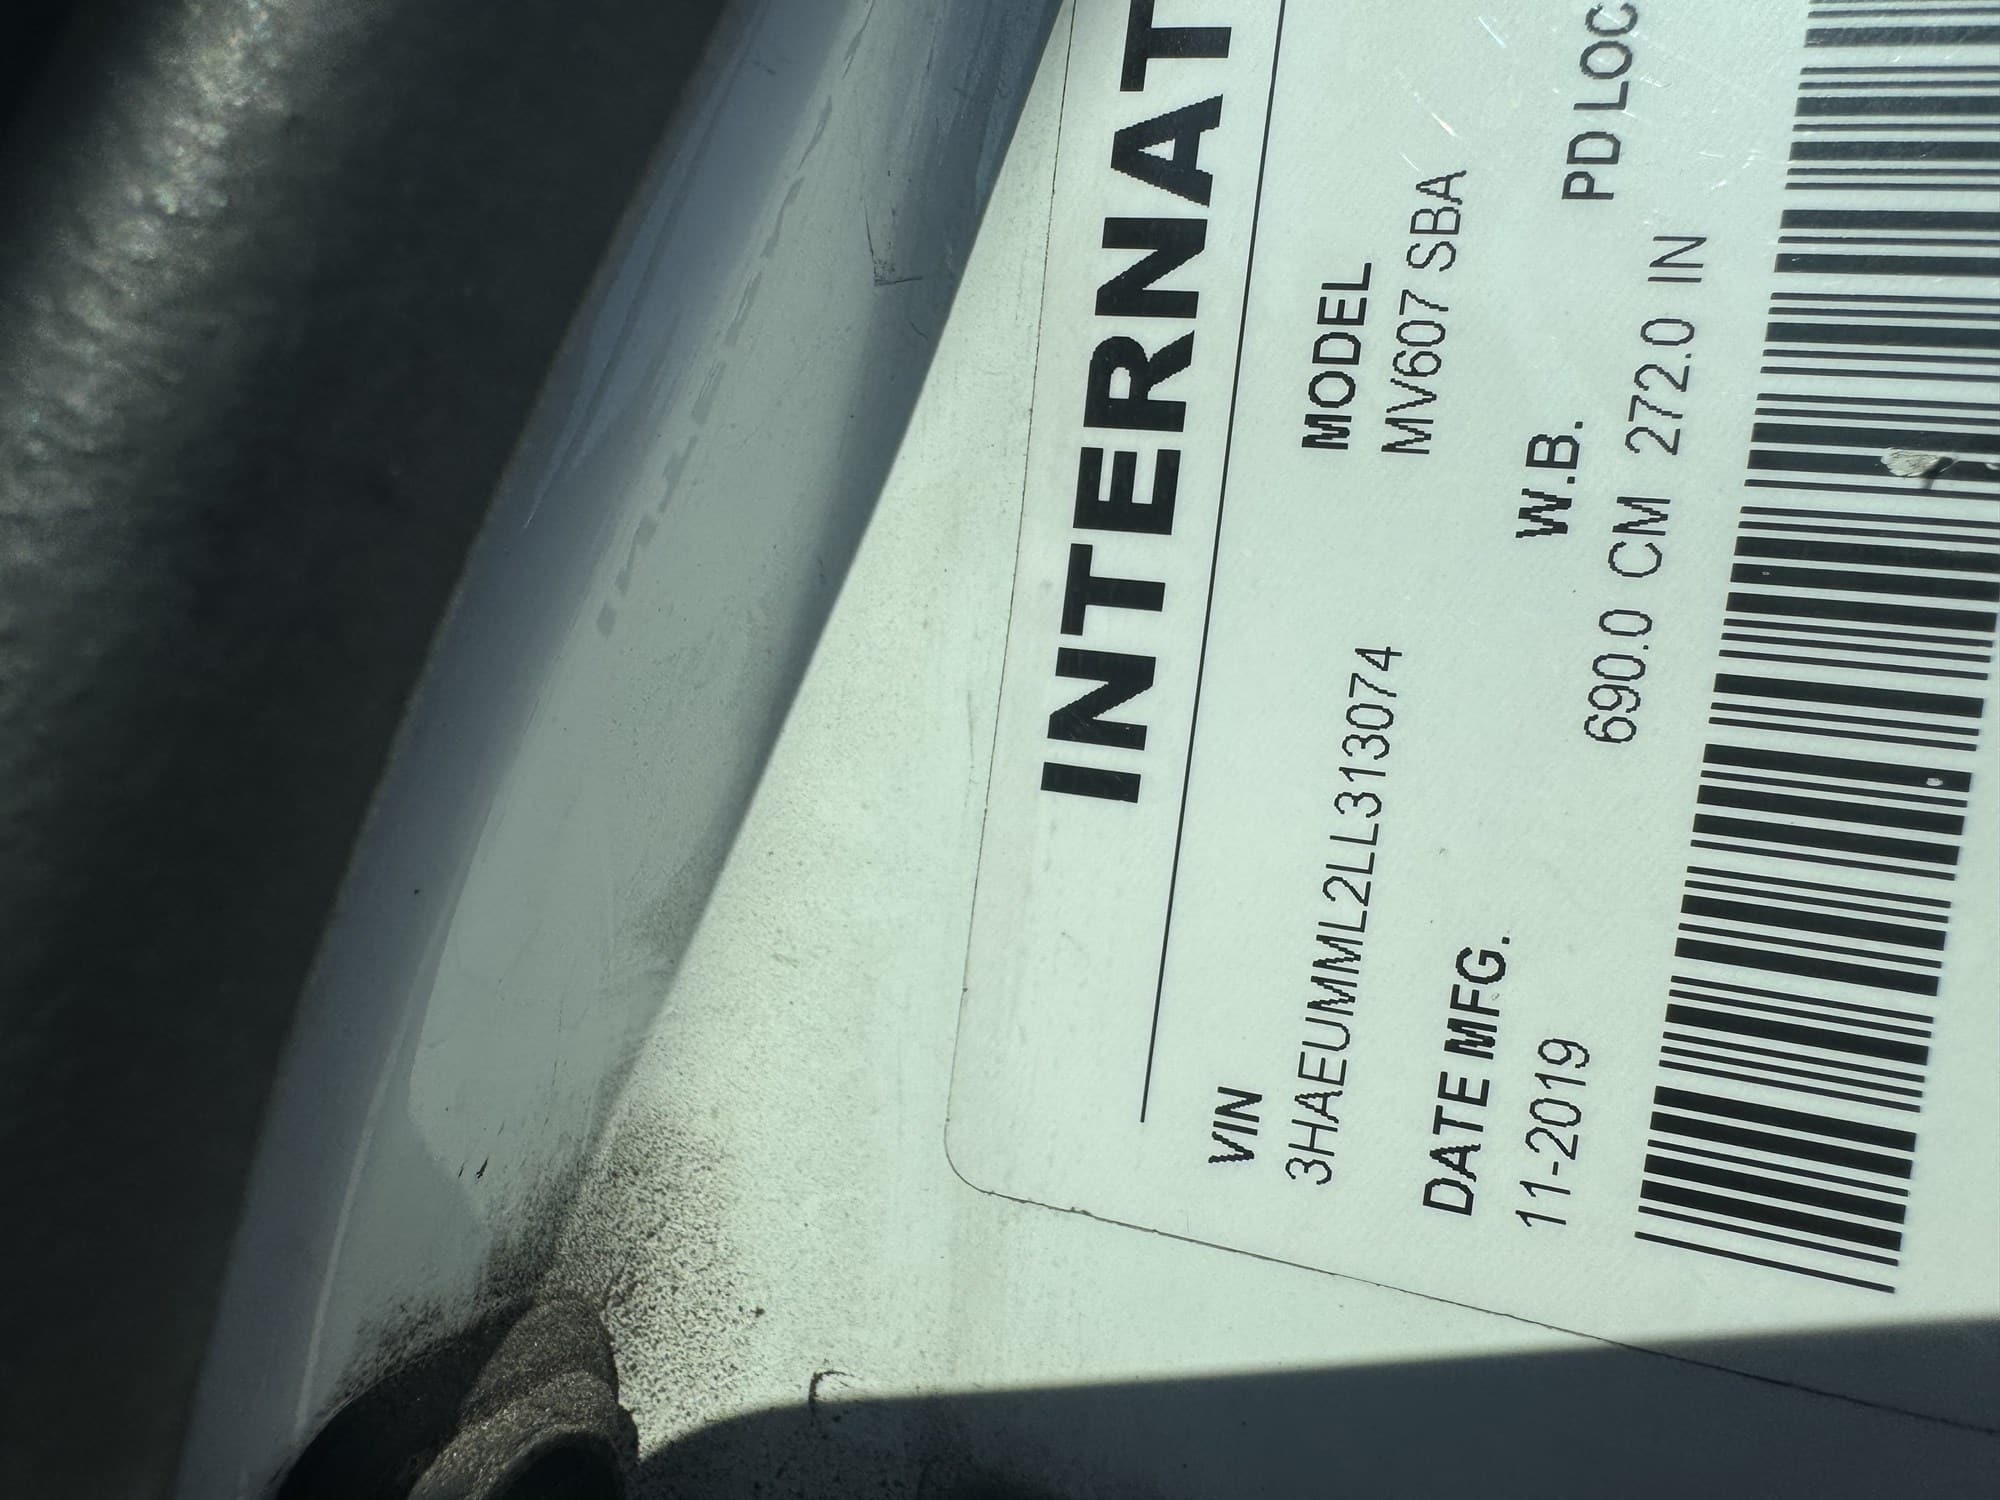 INTERNAT
VIN
3HAEUMML2LL313074
MODEL
MV607 SBA
DATE MFG.
11-2019
W.B.
690.0 CM 272.0 IN
PD LOC